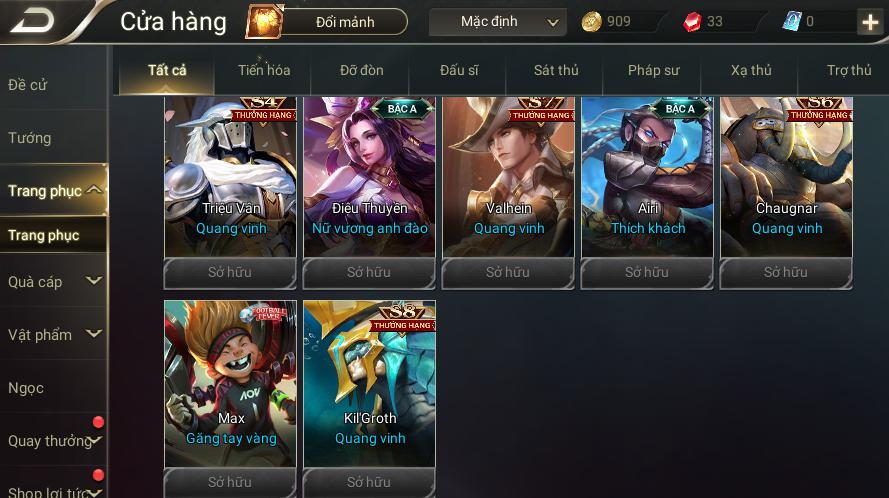 Cửa hàng
Đổi mảnh
Mặc định
909
33
0
Đề cử
Tướng
Trang phục
Trang phục
Quà cáp
Vật phẩm
Ngọc
Quay thưởng
Shop lợi tức
Tất cả
Tiến hóa
Đỡ đòn
Đấu sĩ
Sát thủ
Pháp sư
Xạ thủ
Trợ thủ
S4
THƯỞNG HẠNG
Triệu Vân
Quang vinh
Sở hữu
BẬC A
Điêu Thuyền
Nữ vương anh đào
Sở hữu
S7
THƯỞNG HẠNG
Valhein
Quang vinh
Sở hữu
BẬC A
Airi
Thích khách
Sở hữu
S6
THƯỞNG HẠNG
Chaugnar
Quang vinh
Sở hữu
FOOTBALL
FEVER
AOV
Max
Găng tay vàng
Sở hữu
S8
THƯỞNG HẠNG
Kil'Groth
Quang vinh
Sở hữu